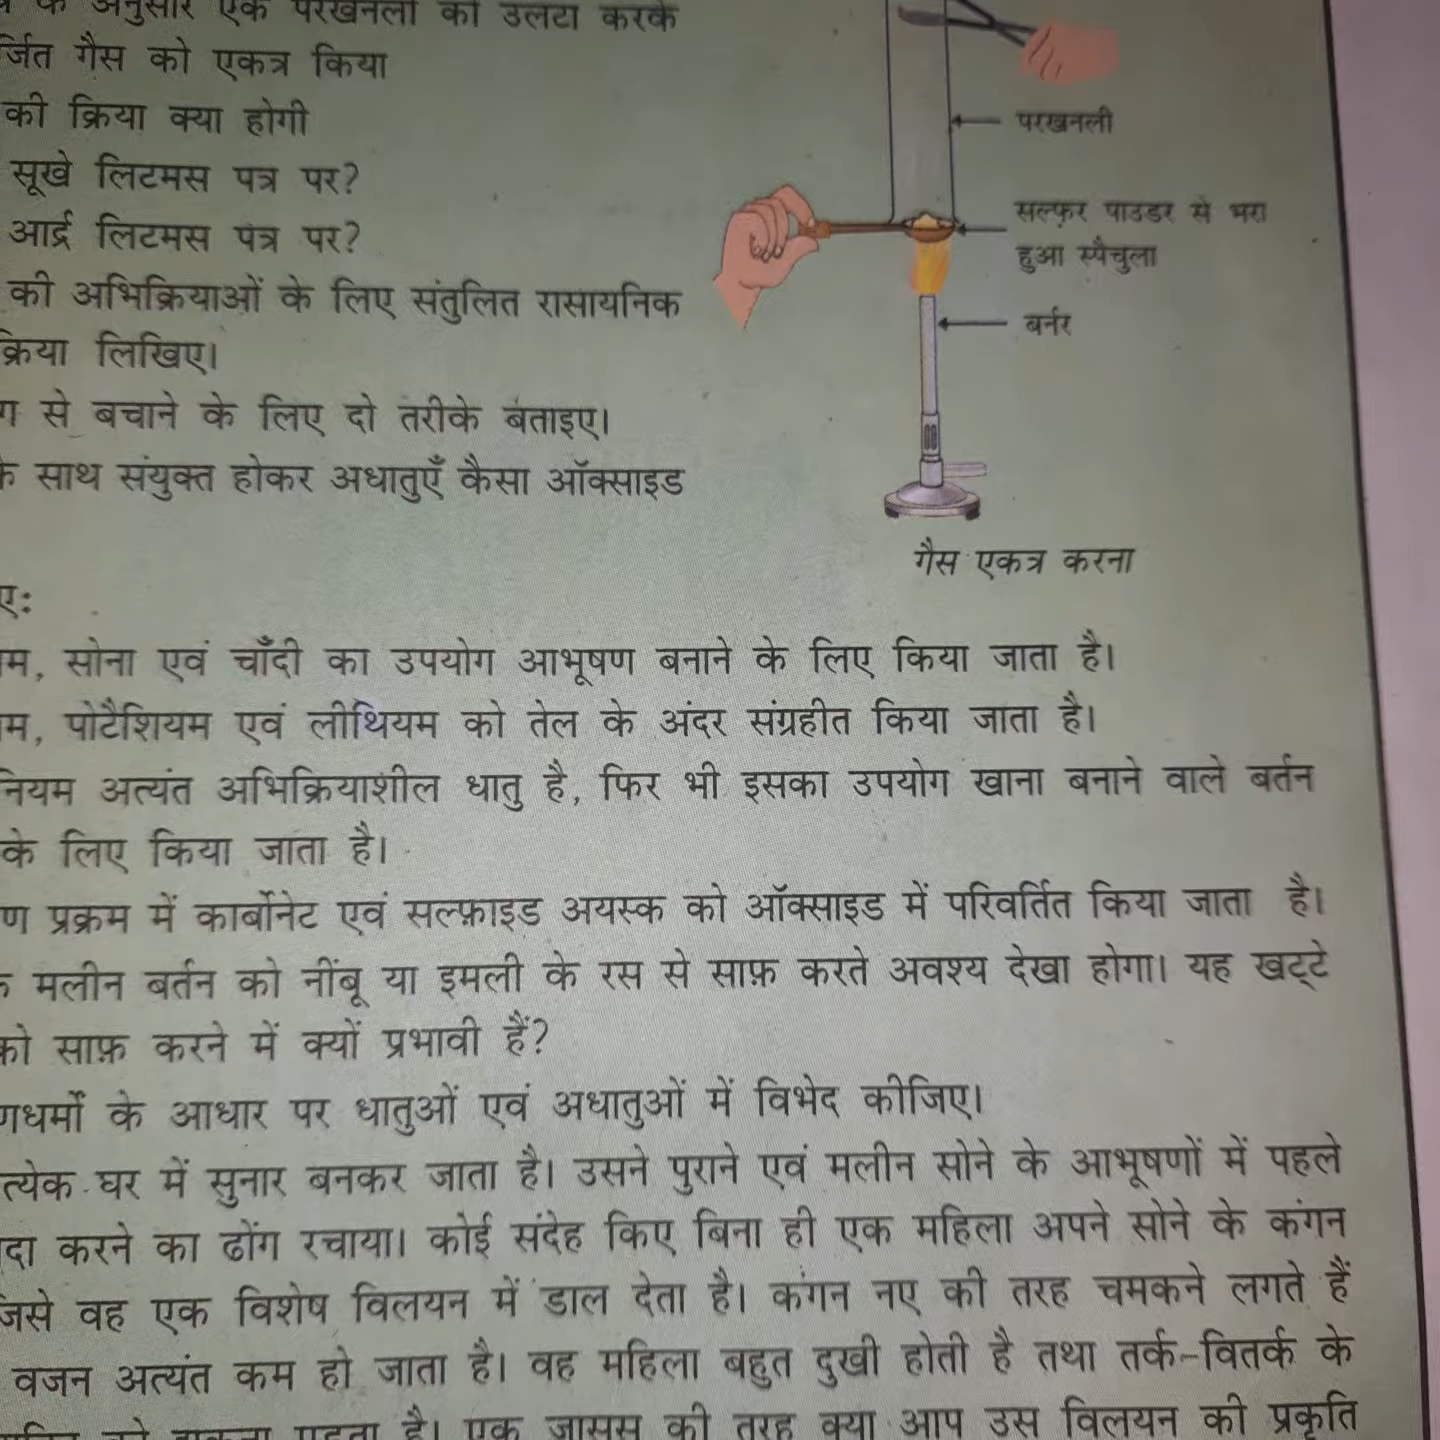 के अनुसार एक परखनली को उलटा करके
र्जित गैस को एकत्र किया
की क्रिया क्या होगी
सूखे लिटमस पत्र पर?
आर्द्र लिटमस पत्र पर?
की अभिक्रियाओं के लिए संतुलित रासायनिक
क्रिया लिखिए।
ग से बचाने के लिए दो तरीके बताइए।
के साथ संयुक्त होकर अधातुएँ कैसा ऑक्साइड
परखनली
सल्फ़र पाउडर से भरा
हुआ स्पैचुला
बर्नर
गैस एकत्र करना
ए:
म, सोना एवं चाँदी का उपयोग आभूषण बनाने के लिए किया जाता है।
म, पोटैशियम एवं लीथियम को तेल के अंदर संग्रहीत किया जाता है।
नियम अत्यंत अभिक्रियाशील धातु है, फिर भी इसका उपयोग खाना बनाने वाले बर्तन
के लिए किया जाता है।
ण प्रक्रम में कार्बोनेट एवं सल्फ़ाइड अयस्क को ऑक्साइड में परिवर्तित किया जाता है।
मलीन बर्तन को नींबू या इमली के रस से साफ़ करते अवश्य देखा होगा। यह खट्टे
को साफ़ करने में क्यों प्रभावी हैं?
णधर्मों के आधार पर धातुओं एवं अधातुओं में विभेद कीजिए।
त्येक घर में सुनार बनकर जाता है। उसने पुराने एवं मलीन सोने के आभूषणों में पहले
दा करने का ढोंग रचाया। कोई संदेह किए बिना ही एक महिला अपने सोने के कंगन
जिसे वह एक विशेष विलयन में डाल देता है। कंगन नए की तरह चमकने लगते हैं
वजन अत्यंत कम हो जाता है। वह महिला बहुत दुखी होती है तथा तर्क-वितर्क के
है। एक जासूस की तरह क्या आप उस विलयन की प्रकृति